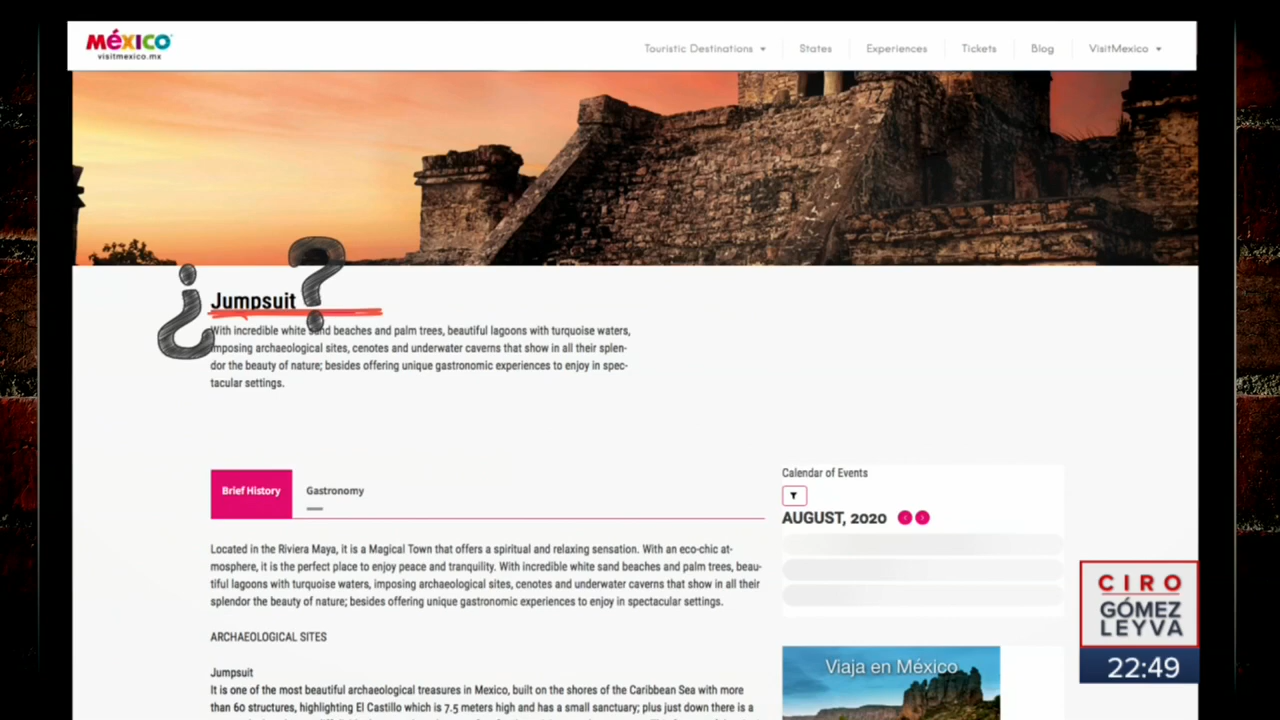 México
visitmexico.mx
Touristic Destinations
States
Experiences
Tickets
Blog
VisitMexico
¿ ?
Jumpsuit
With incredible white sand beaches and palm trees, beautiful lagoons with turquoise waters,
imposing archaeological sites, cenotes and underwater caverns that show in all their splen-
dor the beauty of nature; besides offering unique gastronomic experiences to enjoy in spec-
tacular settings.
Brief History
Gastronomy
Located in the Riviera Maya, it is a Magical Town that offers a spiritual and relaxing sensation. With an eco-chic at-
mosphere, it is the perfect place to enjoy peace and tranquility. With incredible white sand beaches and palm trees, beau-
tiful lagoons with turquoise waters, imposing archaeological sites, cenotes and underwater caverns that show in all their
splendor the beauty of nature; besides offering unique gastronomic experiences to enjoy in spectacular settings.
ARCHAEOLOGICAL SITES
Jumpsuit
It is one of the most beautiful archaeological treasures in Mexico, built on the shores of the Caribbean Sea with more
than 60 structures, highlighting El Castillo which is 7.5 meters high and has a small sanctuary; plus just down there is a
Calendar of Events
AUGUST, 2020
Viaja en México
CIRO
GÓMEZ
LEYVA
22:49